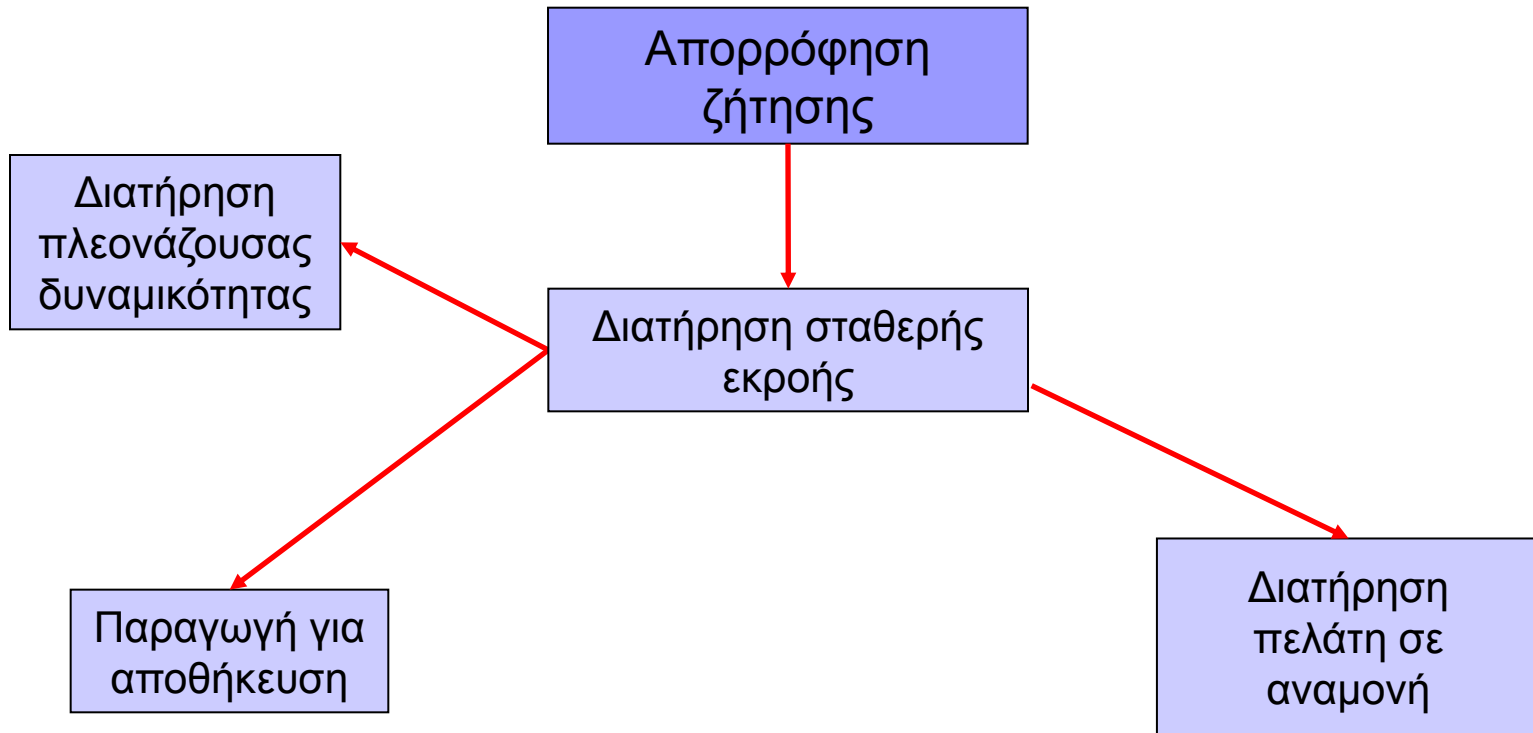 Απορρόφηση
ζήτησης
Διατήρηση
πλεονάζουσας
δυναμικότητας
Διατήρηση σταθερής
εκροής
Παραγωγή για
αποθήκευση
Διατήρηση
πελάτη σε
αναμονή